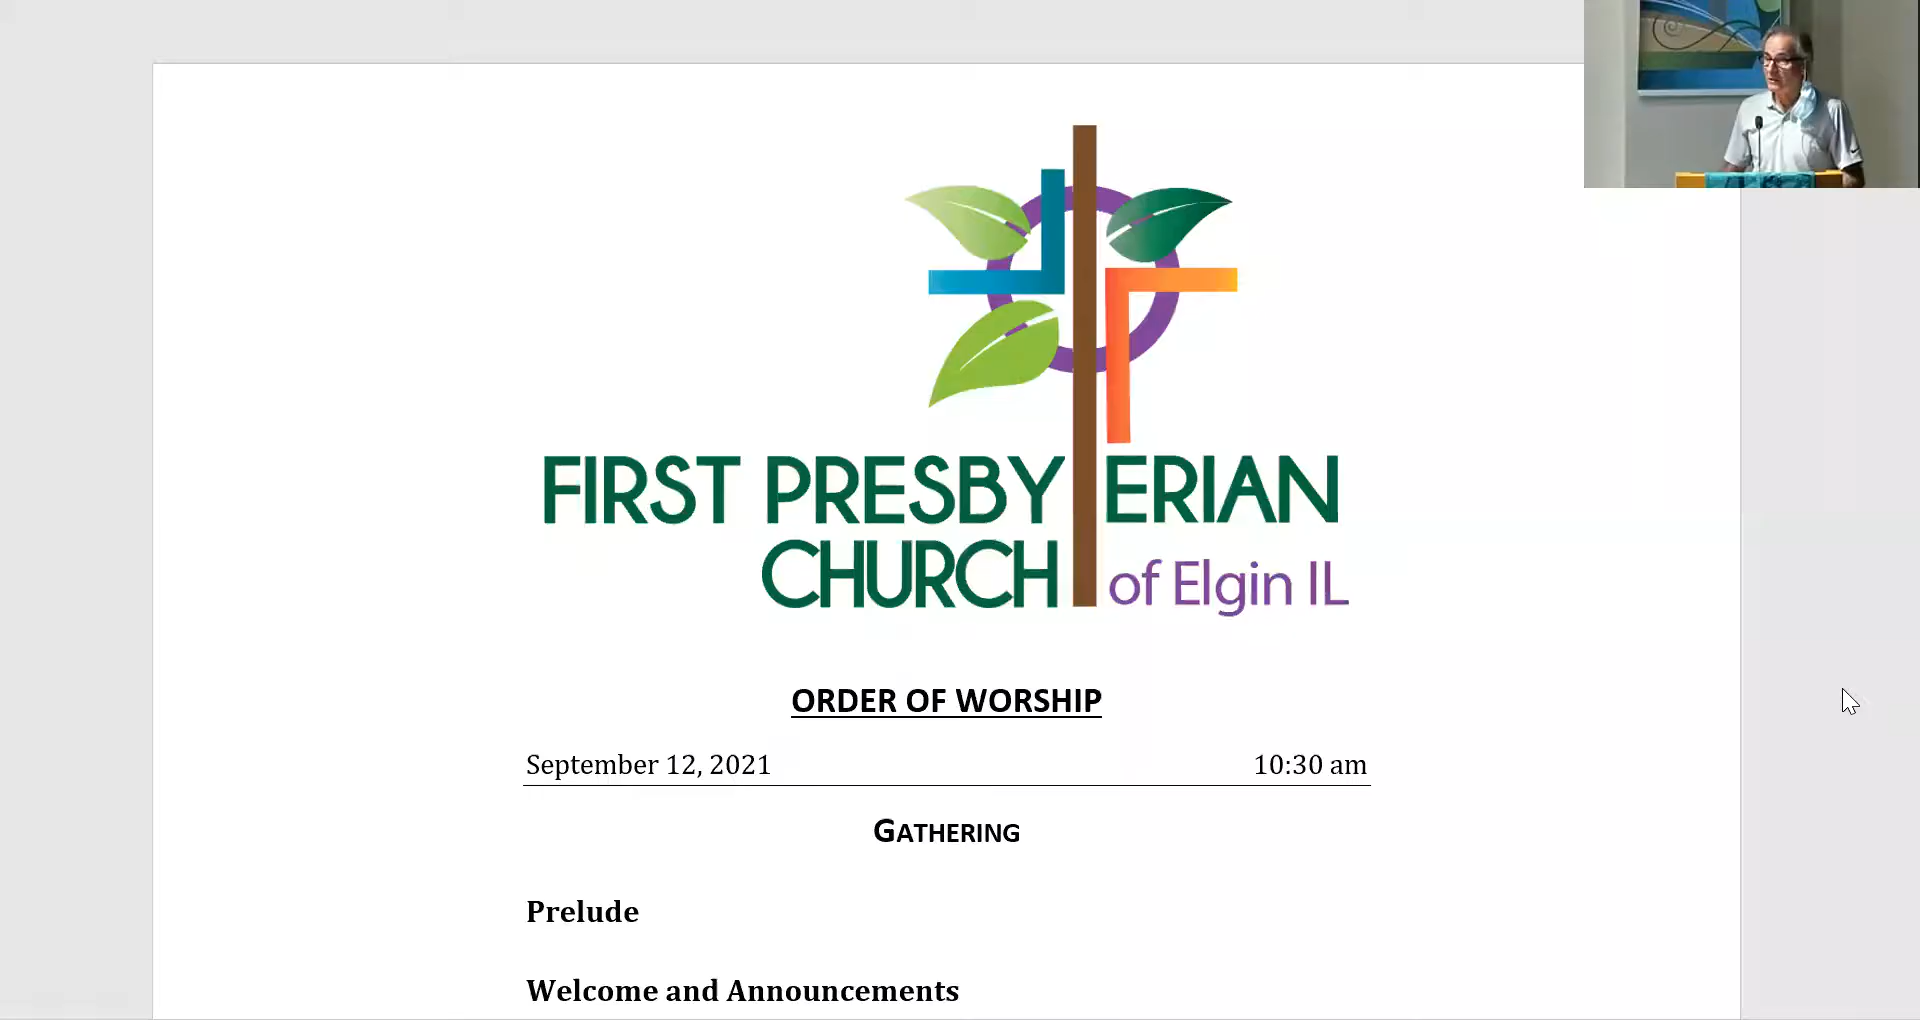 FIRST PRESBYTERIAN
CHURCH of Elgin IL
ORDER OF WORSHIP
September 12, 2021 10:30 am
GATHERING
Prelude
Welcome and Announcements